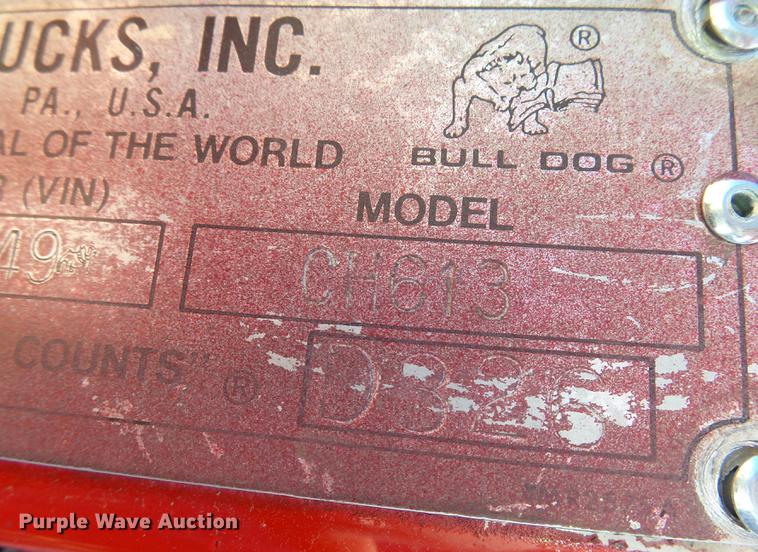 UCKS, INC.
PA., U.S.A.
AL OF THE WORLD
BULL DOG ®
(VIN)
MODEL
49
CH613
COUNTS" ®
Purple Wave Auction